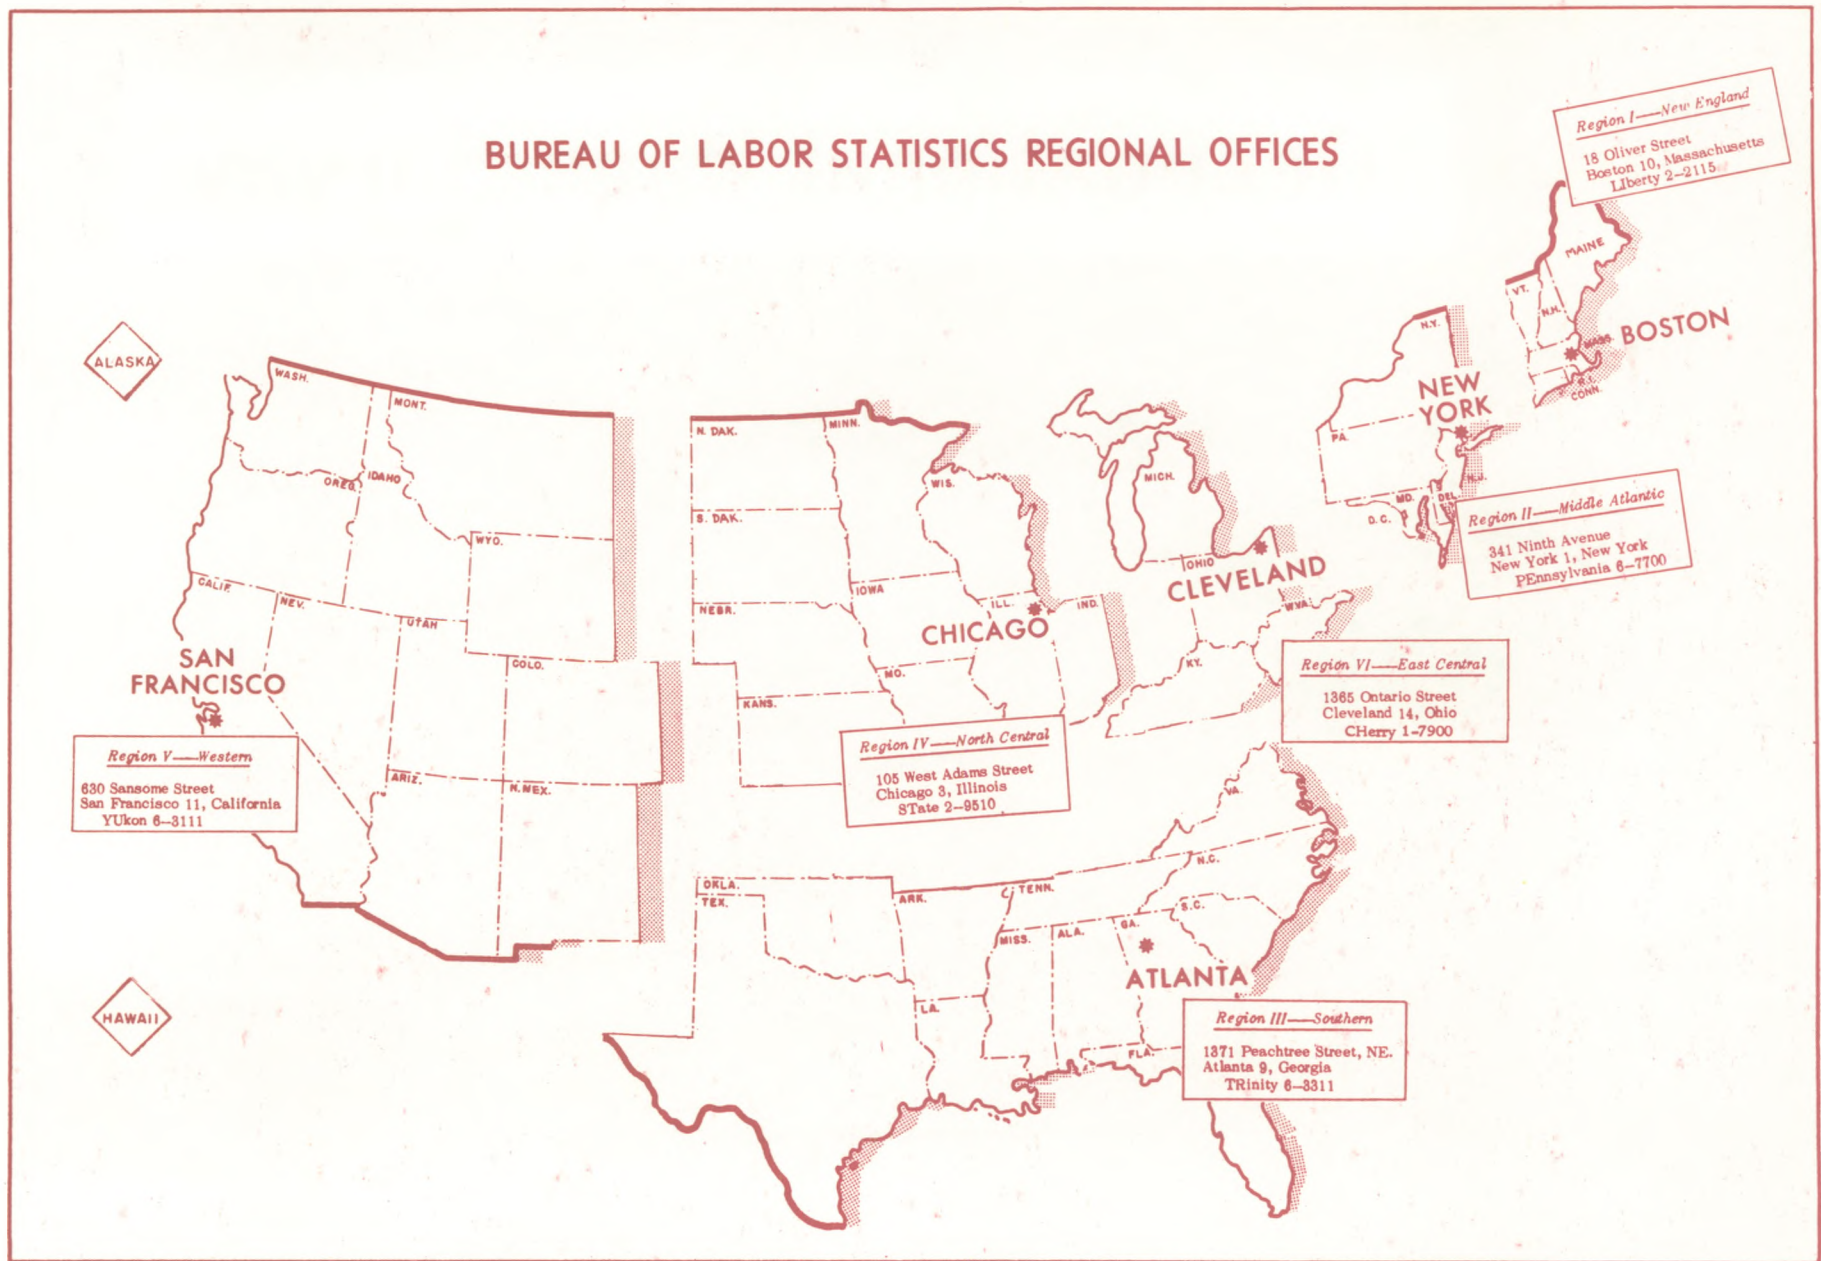 BUREAU OF LABOR STATISTICS REGIONAL OFFICES
Region I—New England
18 Oliver Street
Boston 10, Massachusetts
LIberty 2-2115
MAINE
VT.
N.H.
MASS.
BOSTON
R.I.
CONN.
N.Y.
NEW
YORK
PA.
N.J.
MD.
DEL.
D.C.
Region II—Middle Atlantic
341 Ninth Avenue
New York 1, New York
PEnnsylvania 6-7700
ALASKA
WASH.
MONT.
OREG.
IDAHO
WYO.
CALIF.
NEV.
UTAH
COLO.
SAN
FRANCISCO
Region V—Western
630 Sansome Street
San Francisco 11, California
YUkon 6-3111
ARIZ.
N.MEX.
HAWAII
N. DAK.
MINN.
WIS.
S. DAK.
IOWA
NEBR.
ILL.
IND.
CHICAGO
MO.
KANS.
Region IV—North Central
105 West Adams Street
Chicago 3, Illinois
STate 2-9510
MICH.
OHIO
CLEVELAND
W.VA.
KY.
Region VI—East Central
1365 Ontario Street
Cleveland 14, Ohio
CHerry 1-7900
VA.
N.C.
OKLA.
TEX.
ARK.
TENN.
S.C.
MISS.
ALA.
GA.
ATLANTA
LA.
FLA.
Region III—Southern
1371 Peachtree Street, NE.
Atlanta 9, Georgia
TRinity 6-3311